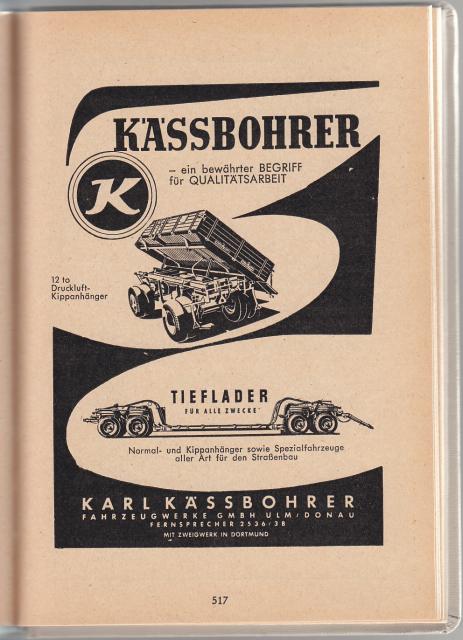 KÄSSBOHRER
– ein bewährter BEGRIFF
für QUALITÄTSARBEIT
K
12 to
Druckluft-
Kippanhänger
TIEFLADER
FÜR ALLE ZWECKE
Normal- und Kippanhänger sowie Spezialfahrzeuge
aller Art für den Straßenbau
KARL KÄSSBOHRER
FAHRZEUGWERKE GMBH ULM/DONAU
FERNSPRECHER 2536/38
MIT ZWEIGWERK IN DORTMUND
517